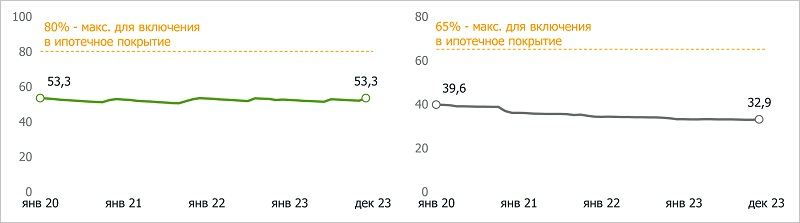 100
80% - макс. для включения
в ипотечное покрытие
80
60
53,3
53,3
40
20
0
янв 20
янв 21
янв 22
янв 23
дек 23
80
65% - макс. для включения
в ипотечное покрытие
60
40
39,6
32,9
20
0
янв 20
янв 21
янв 22
янв 23
дек 23